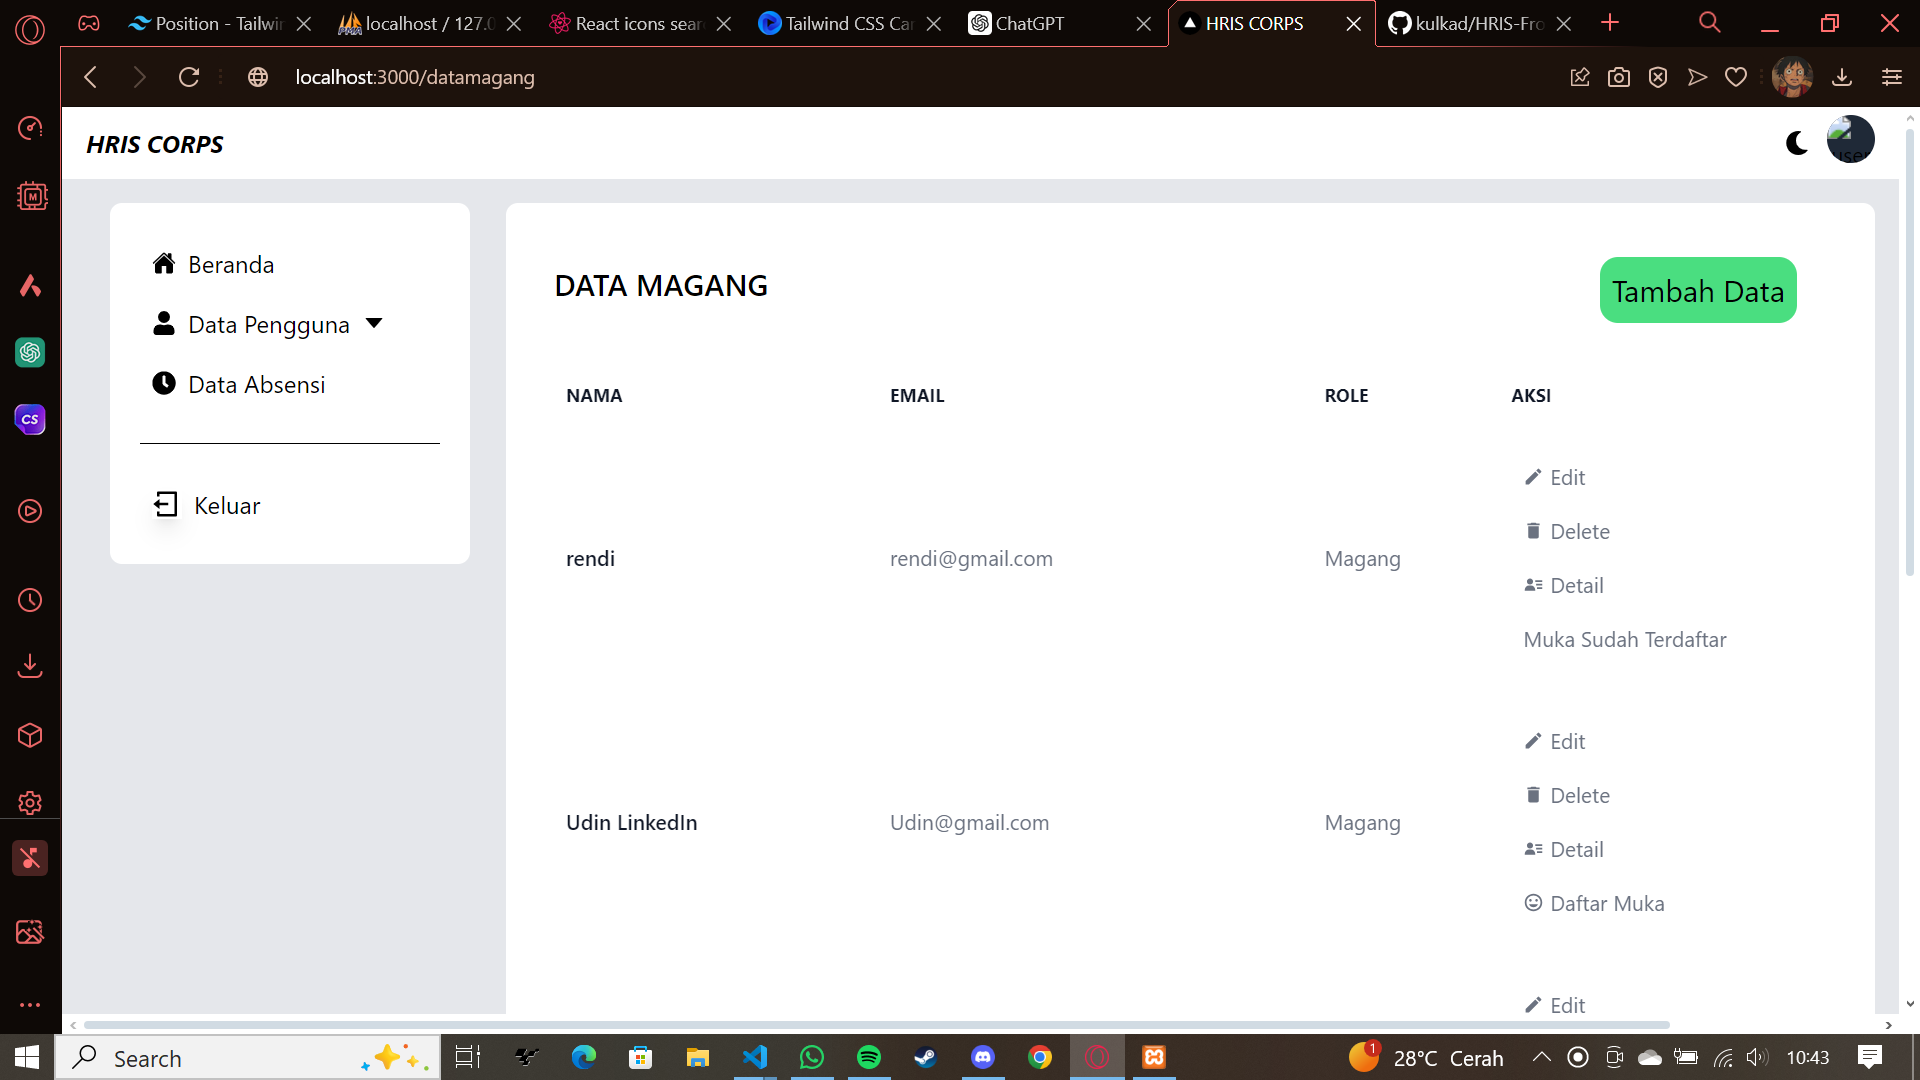 Position - Tailwi
localhost / 127.0
React icons sear
Tailwind CSS Car
ChatGPT
HRIS CORPS
kulkad/HRIS-Fro
localhost:3000/datamagang
HRIS CORPS
user
Beranda
Data Pengguna
Data Absensi
Keluar
DATA MAGANG
Tambah Data
NAMA EMAIL ROLE AKSI
Edit
Delete
rendi rendi@gmail.com Magang
Detail
Muka Sudah Terdaftar
Edit
Delete
Udin LinkedIn Udin@gmail.com Magang
Detail
Daftar Muka
Edit
M
CS
Search
1
28°C Cerah
10:43